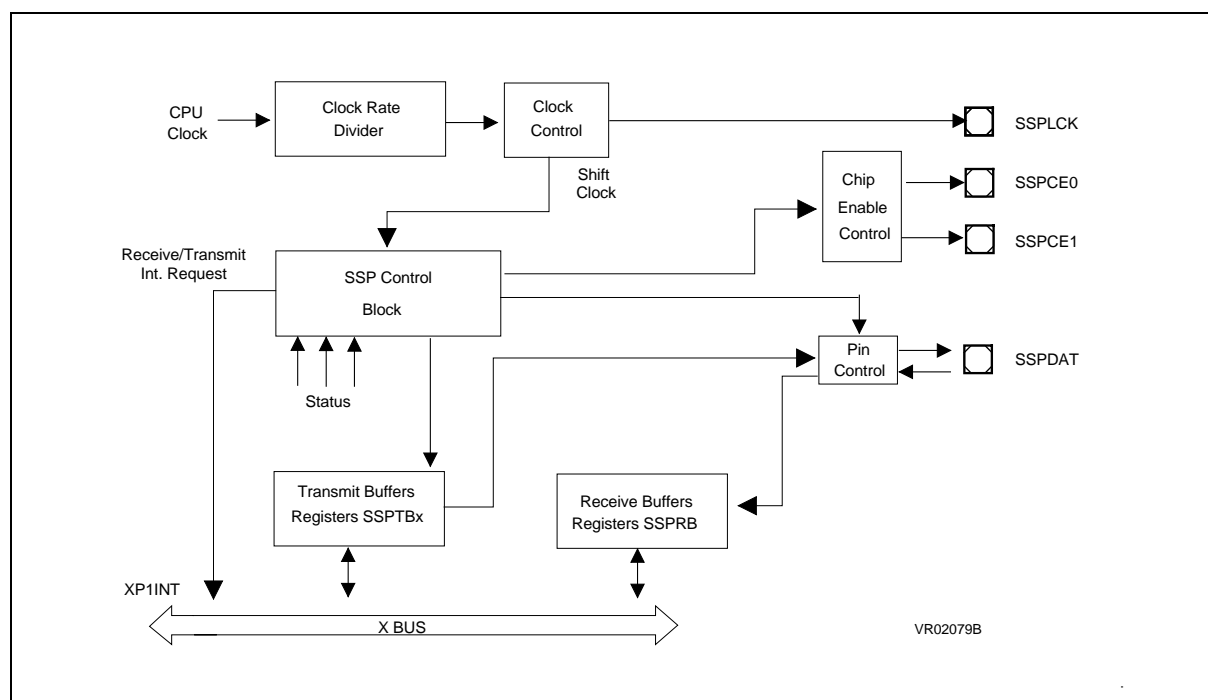 CPU
Clock
Clock Rate
Divider
Clock
Control
SSPLCK
Shift
Clock
Chip
Enable
Control
SSPCE0
SSPCE1
Receive/Transmit
Int. Request
SSP Control
Block
Status
Pin
Control
SSPDAT
Transmit Buffers
Registers SSPTBx
Receive Buffers
Registers SSPRB
XP1INT
X BUS
VR02079B